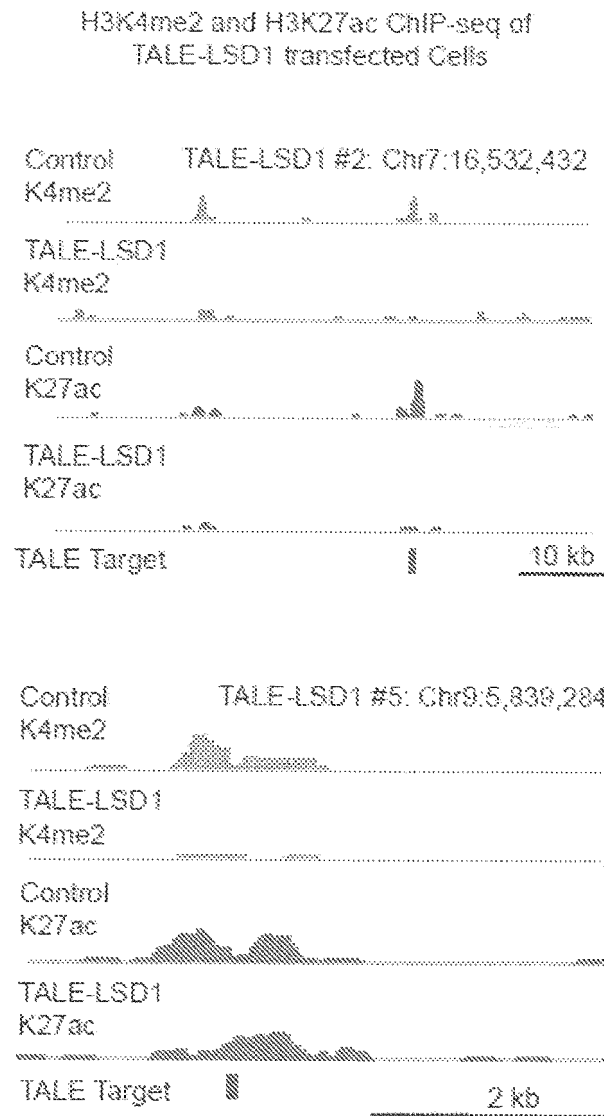 H3K4me2 and H3K27ac ChIP-seq of
TALE-LSD1 transfected Cells
Control TALE-LSD1 #2: Chr7:16,532,432
K4me2
TALE-LSD1
K4me2
Control
K27ac
TALE-LSD1
K27ac
TALE Target 10 kb
Control TALE-LSD1 #5: Chr9:5,839,284
K4me2
TALE-LSD1
K4me2
Control
K27ac
TALE-LSD1
K27ac
TALE Target 2 kb